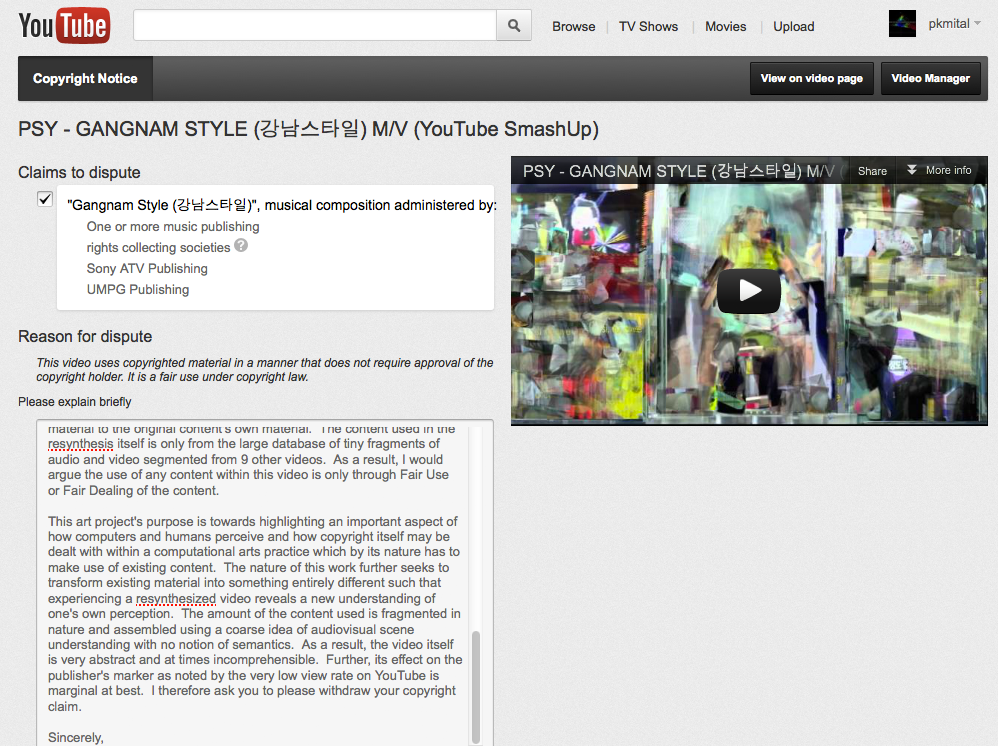 YouTube
Browse
TV Shows
Movies
Upload
pkmital
Copyright Notice
View on video page
Video Manager
PSY - GANGNAM STYLE (강남스타일) M/V (YouTube SmashUp)
Claims to dispute
"Gangnam Style (강남스타일)", musical composition administered by:
One or more music publishing
rights collecting societies ?
Sony ATV Publishing
UMPG Publishing
Reason for dispute
This video uses copyrighted material in a manner that does not require approval of the
copyright holder. It is a fair use under copyright law.
Please explain briefly
material to the original content's own material. The content used in the
resynthesis itself is only from the large database of tiny fragments of
audio and video segmented from 9 other videos. As a result, I would
argue the use of any content within this video is only through Fair Use
or Fair Dealing of the content.
This art project's purpose is towards highlighting an important aspect of
how computers and humans perceive and how copyright itself may be
dealt with within a computational arts practice which by its nature has to
make use of existing content. The nature of this work further seeks to
transform existing material into something entirely different such that
experiencing a resynthesized video reveals a new understanding of
one's own perception. The amount of the content used is fragmented in
nature and assembled using a coarse idea of audiovisual scene
understanding with no notion of semantics. As a result, the video itself
is very abstract and at times incomprehensible. Further, its effect on the
publisher's marker as noted by the very low view rate on YouTube is
marginal at best. I therefore ask you to please withdraw your copyright
claim.
Sincerely,
PSY - GANGNAM STYLE (강남스타일) M/V (
Share
More info